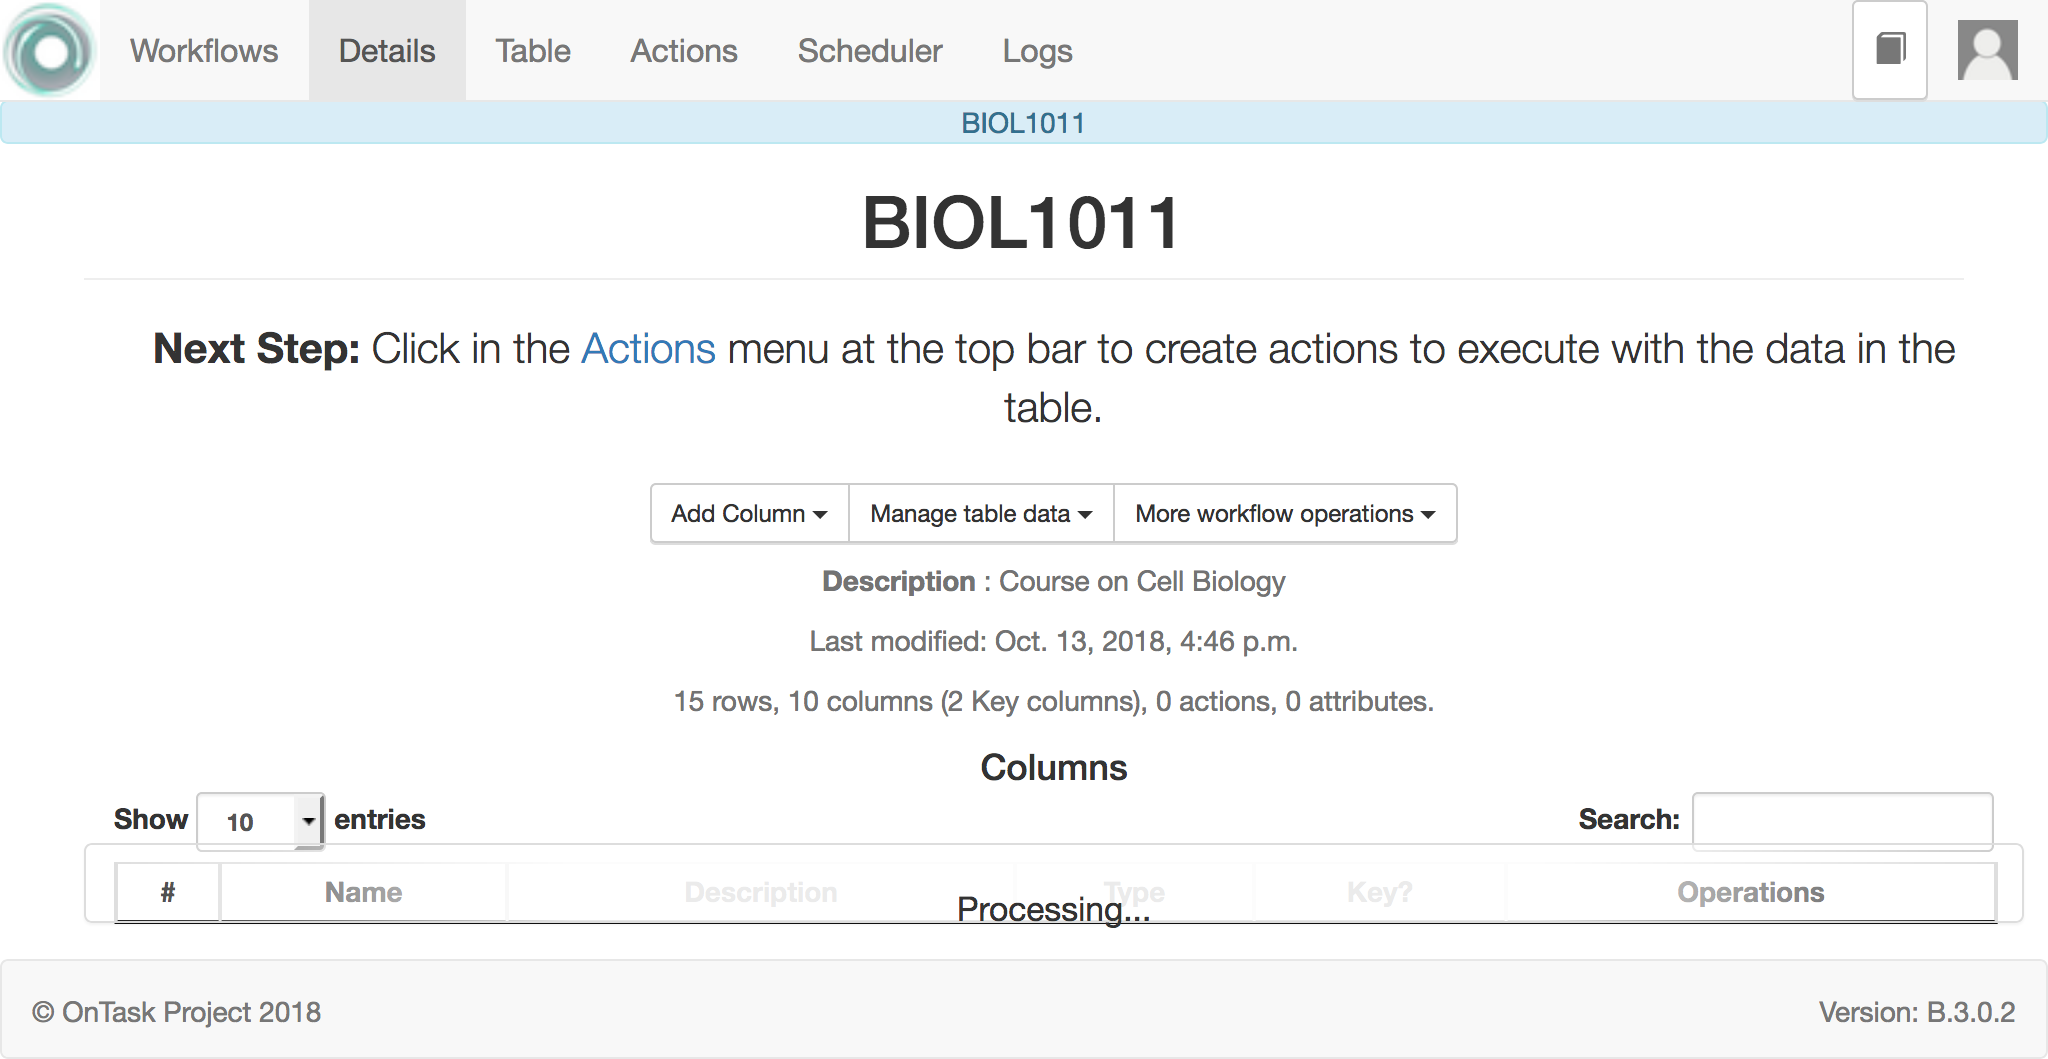 Workflows Details Table Actions Scheduler Logs
BIOL1011
BIOL1011
Next Step: Click in the Actions menu at the top bar to create actions to execute with the data in the
table.
Add Column Manage table data More workflow operations
Description : Course on Cell Biology
Last modified: Oct. 13, 2018, 4:46 p.m.
15 rows, 10 columns (2 Key columns), 0 actions, 0 attributes.
Columns
Show 10 entries Search:
# Name Description Type Key? Operations
Processing...
© OnTask Project 2018 Version: B.3.0.2